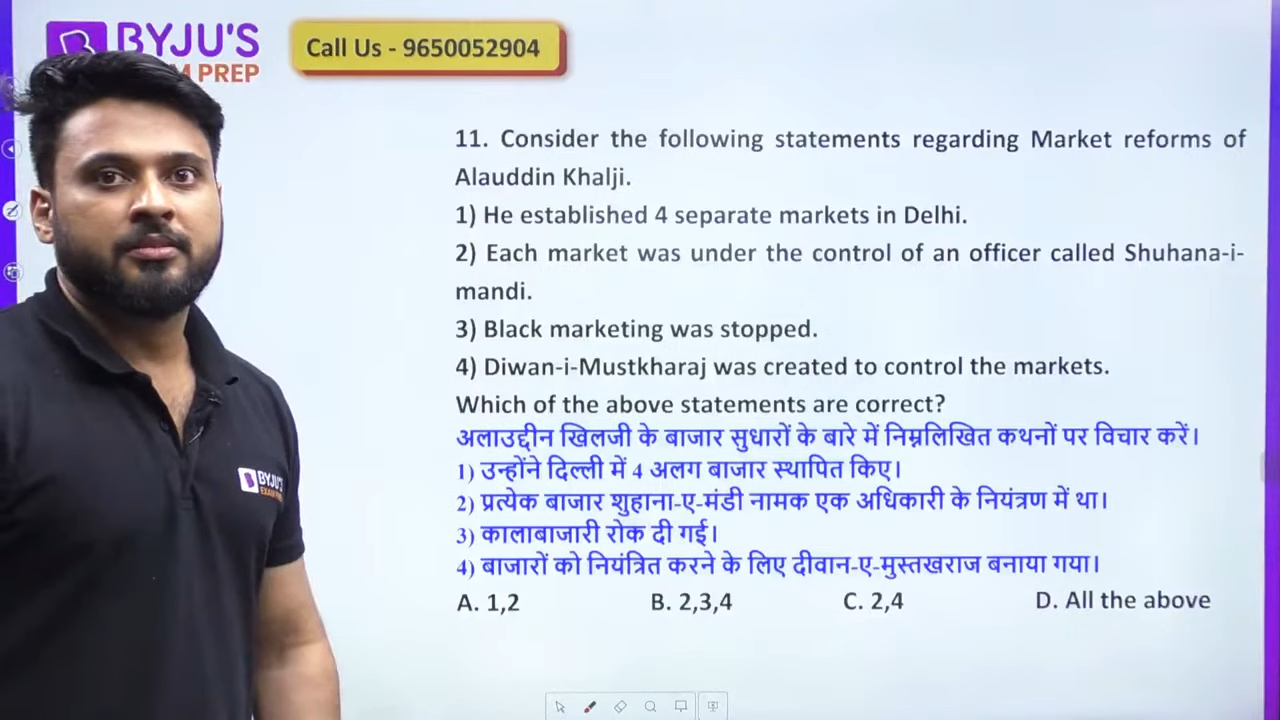 BYJU'S
M PREP
Call Us - 9650052904
11. Consider the following statements regarding Market reforms of
Alauddin Khalji.
1) He established 4 separate markets in Delhi.
2) Each market was under the control of an officer called Shuhana-i-
mandi.
3) Black marketing was stopped.
4) Diwan-i-Mustkharaj was created to control the markets.
Which of the above statements are correct?
अलाउद्दीन खिलजी के बाजार सुधारों के बारे में निम्नलिखित कथनों पर विचार करें।
1) उन्होंने दिल्ली में 4 अलग बाजार स्थापित किए।
2) प्रत्येक बाजार शुहाना-ए-मंडी नामक एक अधिकारी के नियंत्रण में था।
3) कालाबाजारी रोक दी गई।
4) बाजारों को नियंत्रित करने के लिए दीवान-ए-मुस्तखराज बनाया गया।
A. 1,2 B. 2,3,4 C. 2,4 D. All the above
BYJU'S